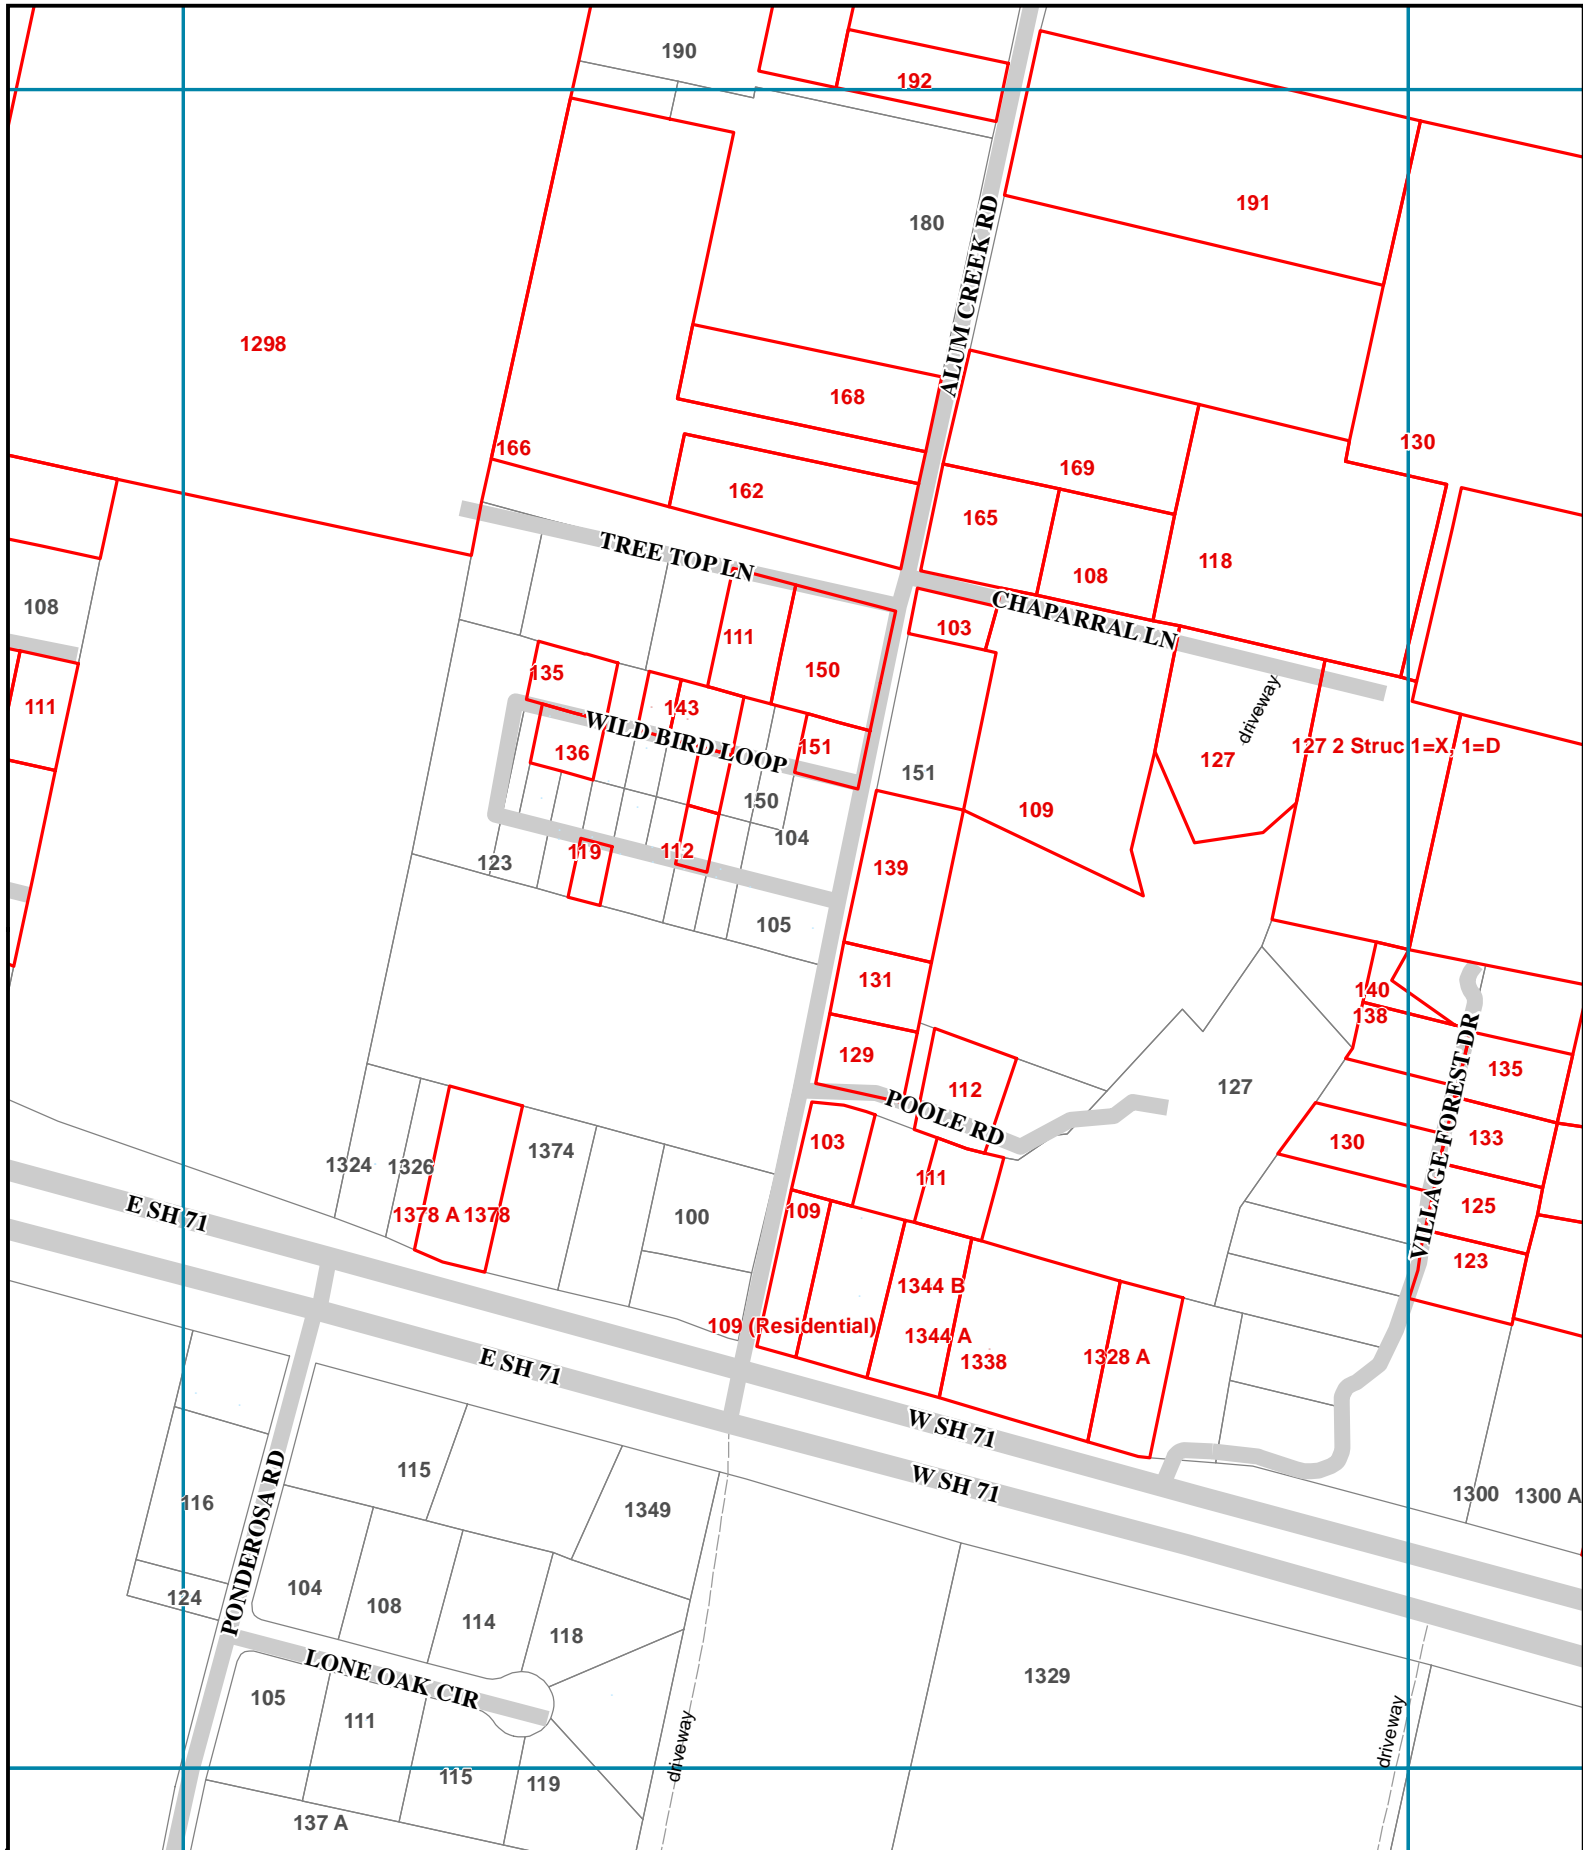 190
192
191
180
ALUM CREEK RD
1298
168
166
130
169
162
165
118
108
TREE TOP LN
108
CHAPARRAL LN
103
111
150
135
driveway
111
143
WILD BIRD LOOP
151
136
127
127 2 Struc 1=X, 1=D
151
150
109
104
119
112
123
139
105
131
140
138
VILLAGE FOREST DR
129
135
112
127
POOLE RD
103
130
133
1374
1324
1326
111
125
109
E SH 71
1378 A
1378
100
123
1344 B
109 (Residential)
1344 A
1338
1328 A
E SH 71
W SH 71
115
W SH 71
PONDEROSA RD
116
1349
1300
1300 A
104
124
108
114
118
LONE OAK CIR
1329
105
111
driveway
driveway
115
119
137 A